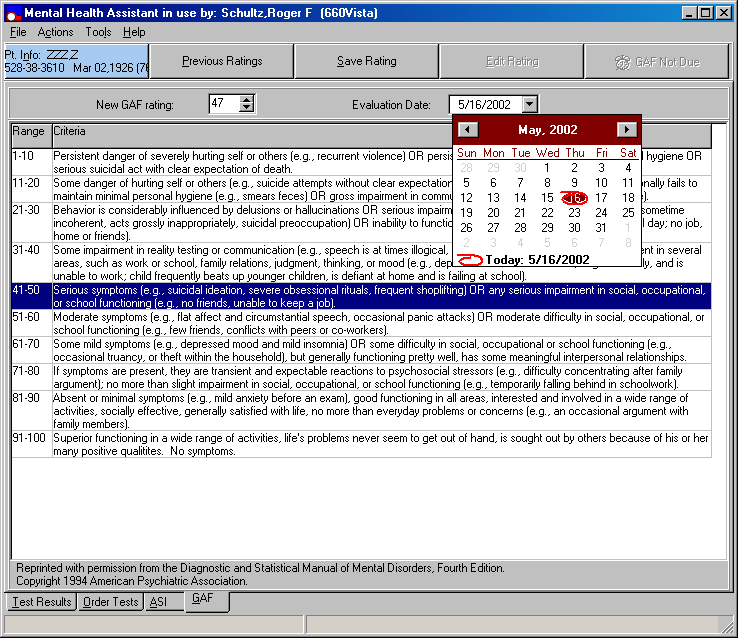 Mental Health Assistant in use by: Schultz,Roger F (660Vista)
File Actions Tools Help
Pt. Info: ZZZ Z
528-38-3610 Mar 02,1926 (76
Previous Ratings
Save Rating
Edit Rating
GAF Not Due
New GAF rating: 47
Evaluation Date: 5/16/2002
May, 2002
Sun Mon Tue Wed Thu Fri Sat
28 29 30 1 2 3 4
5 6 7 8 9 10 11
12 13 14 15 16 17 18
19 20 21 22 23 24 25
26 27 28 29 30 31 1
2 3 4 5 6 7 8
Today: 5/16/2002
Range Criteria
1-10 Persistent danger of severely hurting self or others (e.g., recurrent violence) OR hygiene OR
serious suicidal act with clear expectation of death.
11-20 Some danger of hurting self or others (e.g., suicide attempts without clear fails to
maintain minimal personal hygiene (e.g., smears feces) OR gross impairment in
21-30 Behavior is considerably influenced by delusions or hallucinations OR serious sometime
incoherent, acts grossly inappropriately, suicidal preoccupation) OR inability to day; no job,
home or friends).
31-40 Some impairment in reality testing or communication (e.g., speech is at times illogical, in several
areas, such as work or school, family relations, judgment, thinking, or mood (e.g., and is
unable to work; child frequently beats up younger children, is defiant at home and is failing at school).
41-50 Serious symptoms (e.g., suicidal ideation, severe obsessional rituals, frequent shoplifting) OR any serious impairment in social, occupational,
or school functioning (e.g., no friends, unable to keep a job).
51-60 Moderate symptoms (e.g., flat affect and circumstantial speech, occasional panic attacks) OR moderate difficulty in social, occupational, or
school functioning (e.g., few friends, conflicts with peers or co-workers).
61-70 Some mild symptoms (e.g., depressed mood and mild insomnia) OR some difficulty in social, occupational or school functioning (e.g.,
occasional truancy, or theft within the household), but generally functioning pretty well, has some meaningful interpersonal relationships.
71-80 If symptoms are present, they are transient and expectable reactions to psychosocial stressors (e.g., difficulty concentrating after family
argument); no more than slight impairment in social, occupational, or school functioning (e.g., temporarily falling behind in schoolwork).
81-90 Absent or minimal symptoms (e.g., mild anxiety before an exam), good functioning in all areas, interested and involved in a wide range of
activities, socially effective, generally satisfied with life, no more than everyday problems or concerns (e.g., an occasional argument with
family members).
91-100 Superior functioning in a wide range of activities, life's problems never seem to get out of hand, is sought out by others because of his or her
many positive qualitites. No symptoms.
Reprinted with permission from the Diagnostic and Statistical Manual of Mental Disorders, Fourth Edition.
Copyright 1994 American Psychiatric Association.
Test Results Order Tests ASI GAF